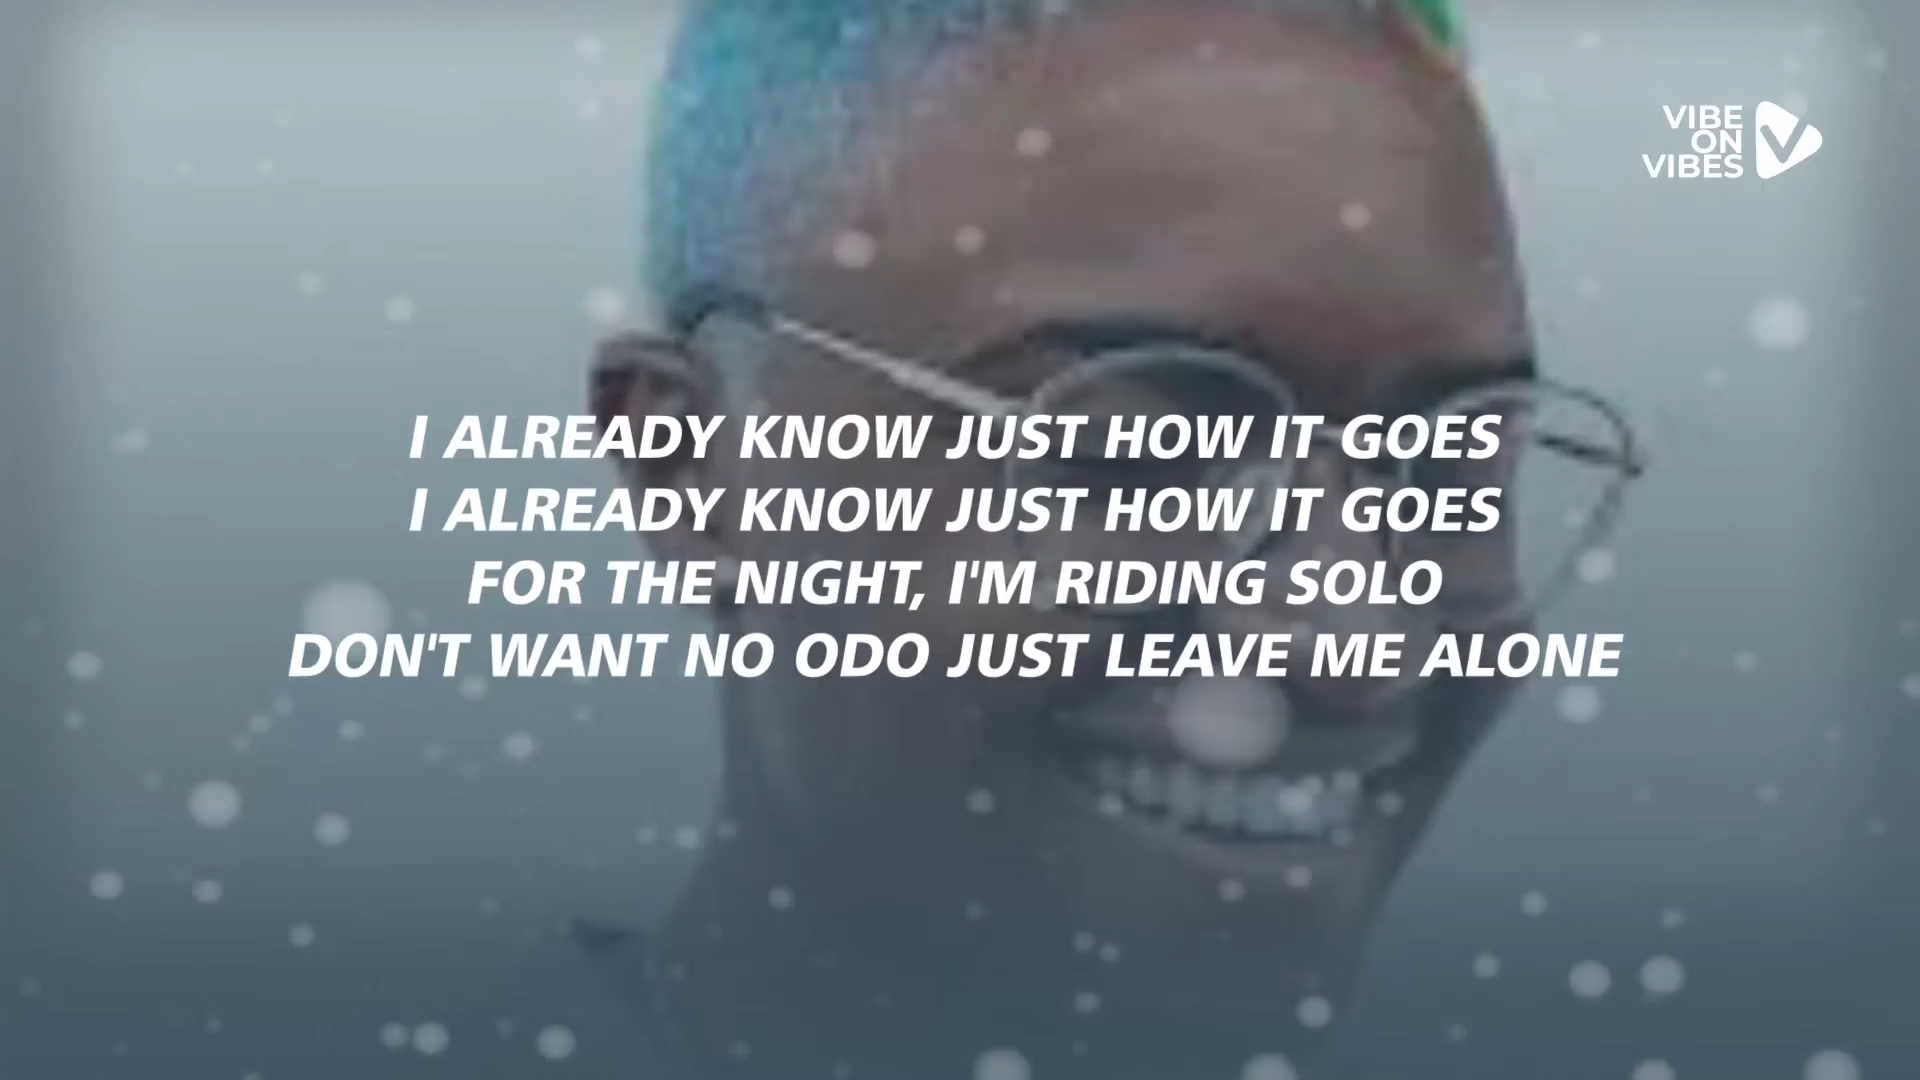 VIBE
ON
VIBES
I ALREADY KNOW JUST HOW IT GOES
I ALREADY KNOW JUST HOW IT GOES
FOR THE NIGHT, I'M RIDING SOLO
DON'T WANT NO ODO JUST LEAVE ME ALONE